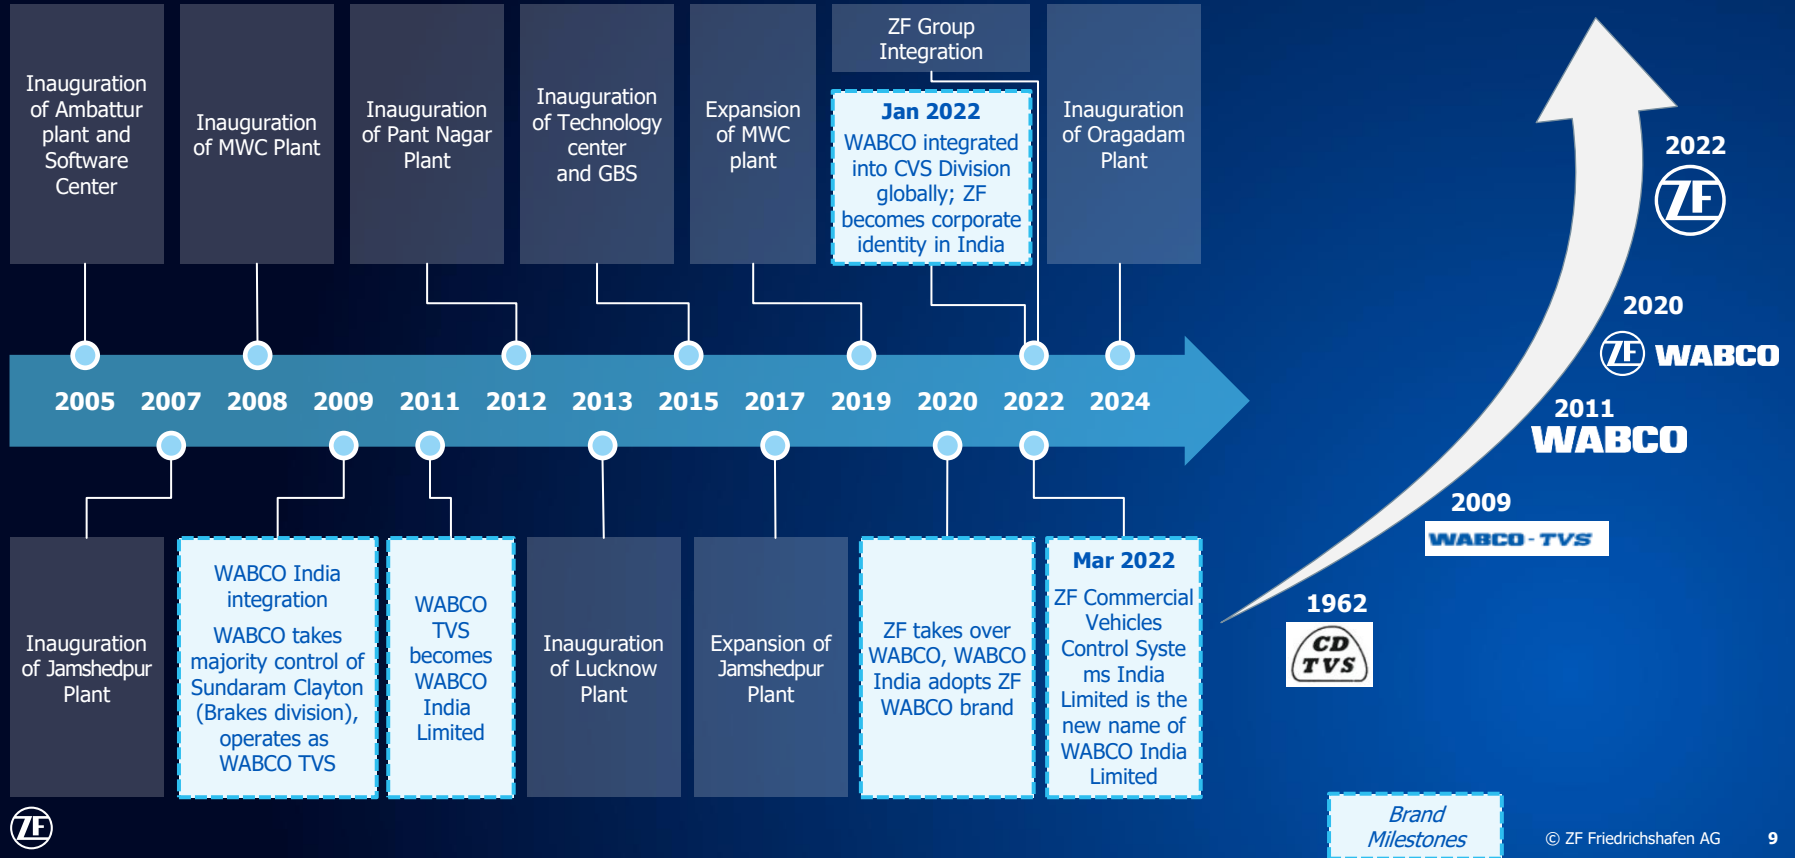 Inauguration
of Ambattur
plant and
Software
Center
Inauguration
of MWC Plant
Inauguration
of Pant Nagar
Plant
Inauguration
of Technology
center
and GBS
Expansion
of MWC
plant
ZF Group
Integration
Jan 2022
WABCO integrated
into CVS Division
globally; ZF
becomes corporate
identity in India
Inauguration
of Oragadam
Plant
2005 2007 2008 2009 2011 2012 2013 2015 2017 2019 2020 2022 2024
Inauguration
of Jamshedpur
Plant
WABCO India
integration
WABCO takes
majority control of
Sundaram Clayton
(Brakes division),
operates as
WABCO TVS
WABCO
TVS
becomes
WABCO
India
Limited
Inauguration
of Lucknow
Plant
Expansion of
Jamshedpur
Plant
ZF takes over
WABCO, WABCO
India adopts ZF
WABCO brand
Mar 2022
ZF Commercial
Vehicles
Control Syste
ms India
Limited is the
new name of
WABCO India
Limited
2022
ZF
2020
ZF WABCO
2011
WABCO
2009
WABCO - TVS
1962
CD
TVS
Brand
Milestones
ZF
© ZF Friedrichshafen AG 9